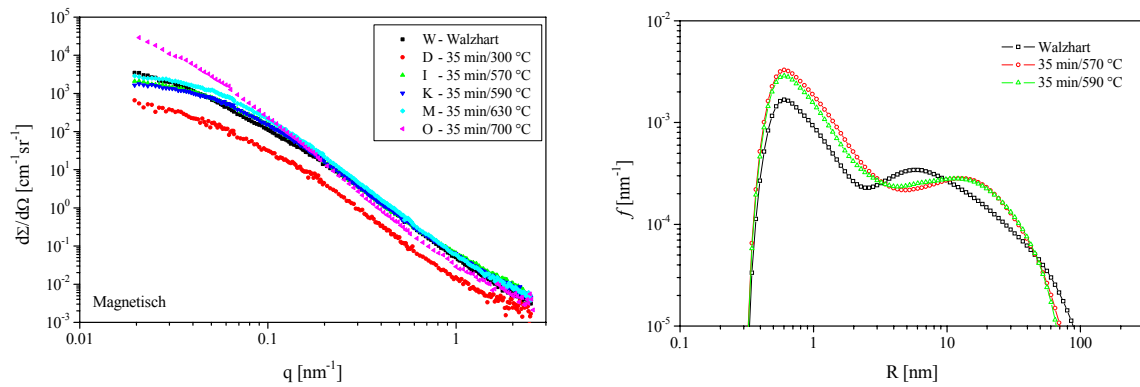 10^5
10^4
10^3
10^2
10^1
10^0
10^-1
10^-2
10^-3
dΣ/dΩ [cm^-1sr^-1]
W - Walzhart
D - 35 min/300 °C
I - 35 min/570 °C
K - 35 min/590 °C
M - 35 min/630 °C
O - 35 min/700 °C
Magnetisch
0.01 0.1 1
q [nm^-1]
10^-2
10^-3
10^-4
10^-5
f [nm^-1]
Walzhart
35 min/570 °C
35 min/590 °C
0.1 1 10 100
R [nm]